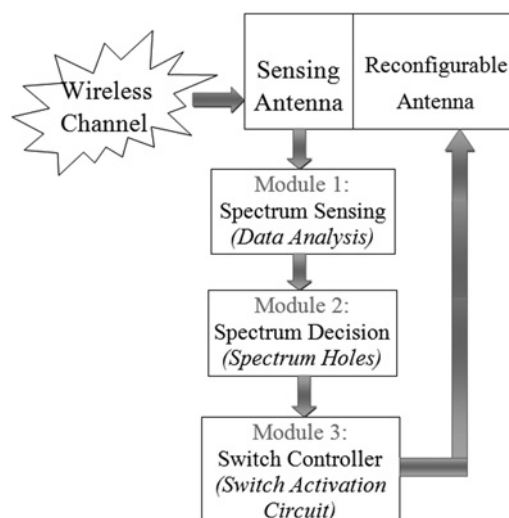 Wireless
Channel
Sensing
Antenna
Reconfigurable
Antenna
Module 1:
Spectrum Sensing
(Data Analysis)
Module 2:
Spectrum Decision
(Spectrum Holes)
Module 3:
Switch Controller
(Switch Activation
Circuit)